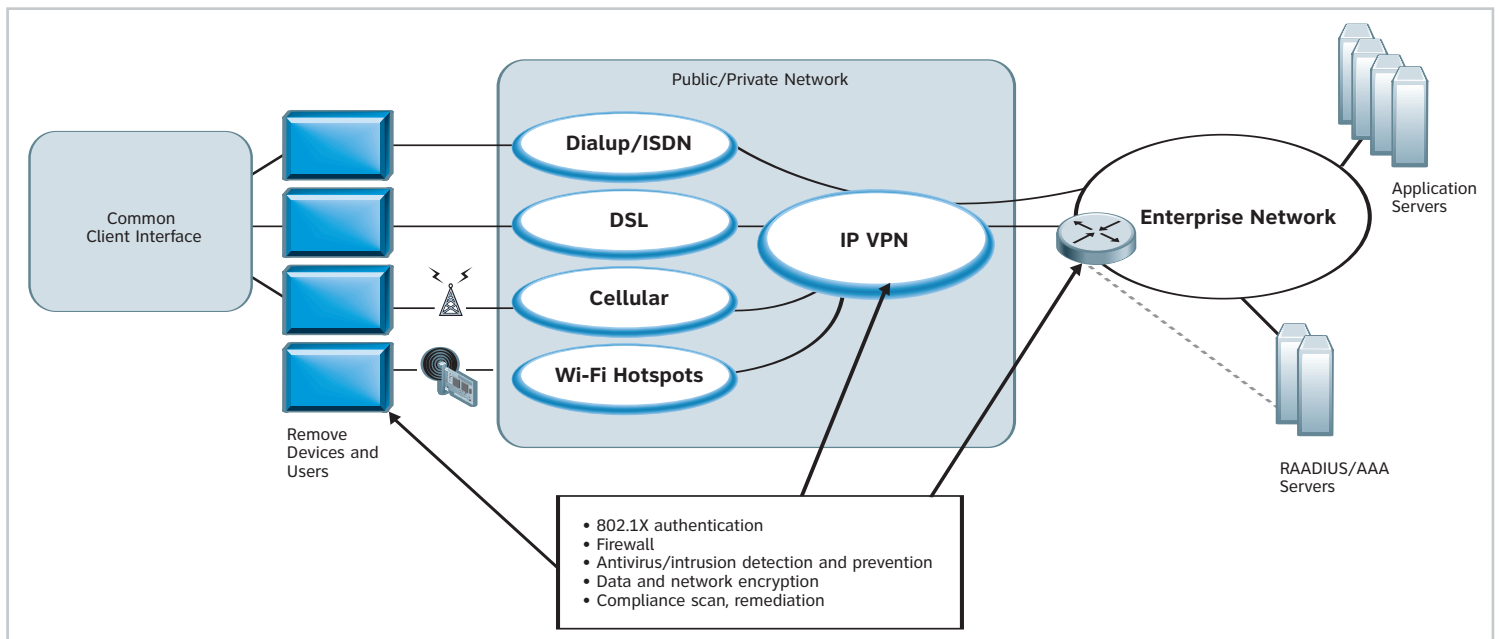 Public/Private Network
Common
Client Interface
Dialup/ISDN
DSL
Cellular
Wi-Fi Hotspots
IP VPN
Enterprise Network
Application
Servers
Remove
Devices and
Users
RAADIUS/AAA
Servers
• 802.1X authentication
• Firewall
• Antivirus/intrusion detection and prevention
• Data and network encryption
• Compliance scan, remediation